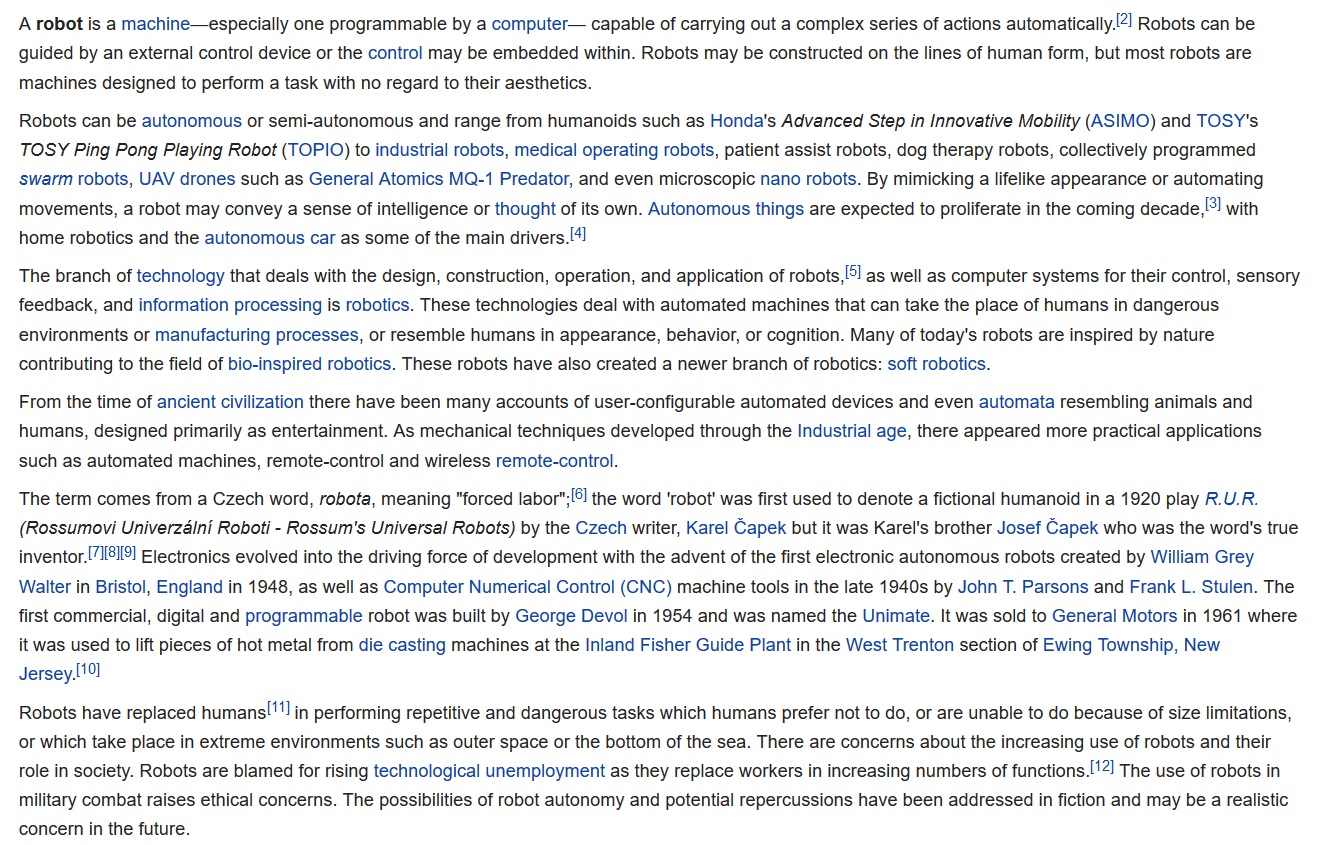 A robot is a machine—especially one programmable by a computer— capable of carrying out a complex series of actions automatically.[2] Robots can be
guided by an external control device or the control may be embedded within. Robots may be constructed on the lines of human form, but most robots are
machines designed to perform a task with no regard to their aesthetics.
Robots can be autonomous or semi-autonomous and range from humanoids such as Honda's Advanced Step in Innovative Mobility (ASIMO) and TOSY's
TOSY Ping Pong Playing Robot (TOPIO) to industrial robots, medical operating robots, patient assist robots, dog therapy robots, collectively programmed
swarm robots, UAV drones such as General Atomics MQ-1 Predator, and even microscopic nano robots. By mimicking a lifelike appearance or automating
movements, a robot may convey a sense of intelligence or thought of its own. Autonomous things are expected to proliferate in the coming decade,[3] with
home robotics and the autonomous car as some of the main drivers.[4]
The branch of technology that deals with the design, construction, operation, and application of robots,[5] as well as computer systems for their control, sensory
feedback, and information processing is robotics. These technologies deal with automated machines that can take the place of humans in dangerous
environments or manufacturing processes, or resemble humans in appearance, behavior, or cognition. Many of today's robots are inspired by nature
contributing to the field of bio-inspired robotics. These robots have also created a newer branch of robotics: soft robotics.
From the time of ancient civilization there have been many accounts of user-configurable automated devices and even automata resembling animals and
humans, designed primarily as entertainment. As mechanical techniques developed through the Industrial age, there appeared more practical applications
such as automated machines, remote-control and wireless remote-control.
The term comes from a Czech word, robota, meaning "forced labor";[6] the word 'robot' was first used to denote a fictional humanoid in a 1920 play R.U.R.
(Rossumovi Univerzální Roboti - Rossum's Universal Robots) by the Czech writer, Karel Čapek but it was Karel's brother Josef Čapek who was the word's true
inventor.[7][8][9] Electronics evolved into the driving force of development with the advent of the first electronic autonomous robots created by William Grey
Walter in Bristol, England in 1948, as well as Computer Numerical Control (CNC) machine tools in the late 1940s by John T. Parsons and Frank L. Stulen. The
first commercial, digital and programmable robot was built by George Devol in 1954 and was named the Unimate. It was sold to General Motors in 1961 where
it was used to lift pieces of hot metal from die casting machines at the Inland Fisher Guide Plant in the West Trenton section of Ewing Township, New
Jersey.[10]
Robots have replaced humans[11] in performing repetitive and dangerous tasks which humans prefer not to do, or are unable to do because of size limitations,
or which take place in extreme environments such as outer space or the bottom of the sea. There are concerns about the increasing use of robots and their
role in society. Robots are blamed for rising technological unemployment as they replace workers in increasing numbers of functions.[12] The use of robots in
military combat raises ethical concerns. The possibilities of robot autonomy and potential repercussions have been addressed in fiction and may be a realistic
concern in the future.